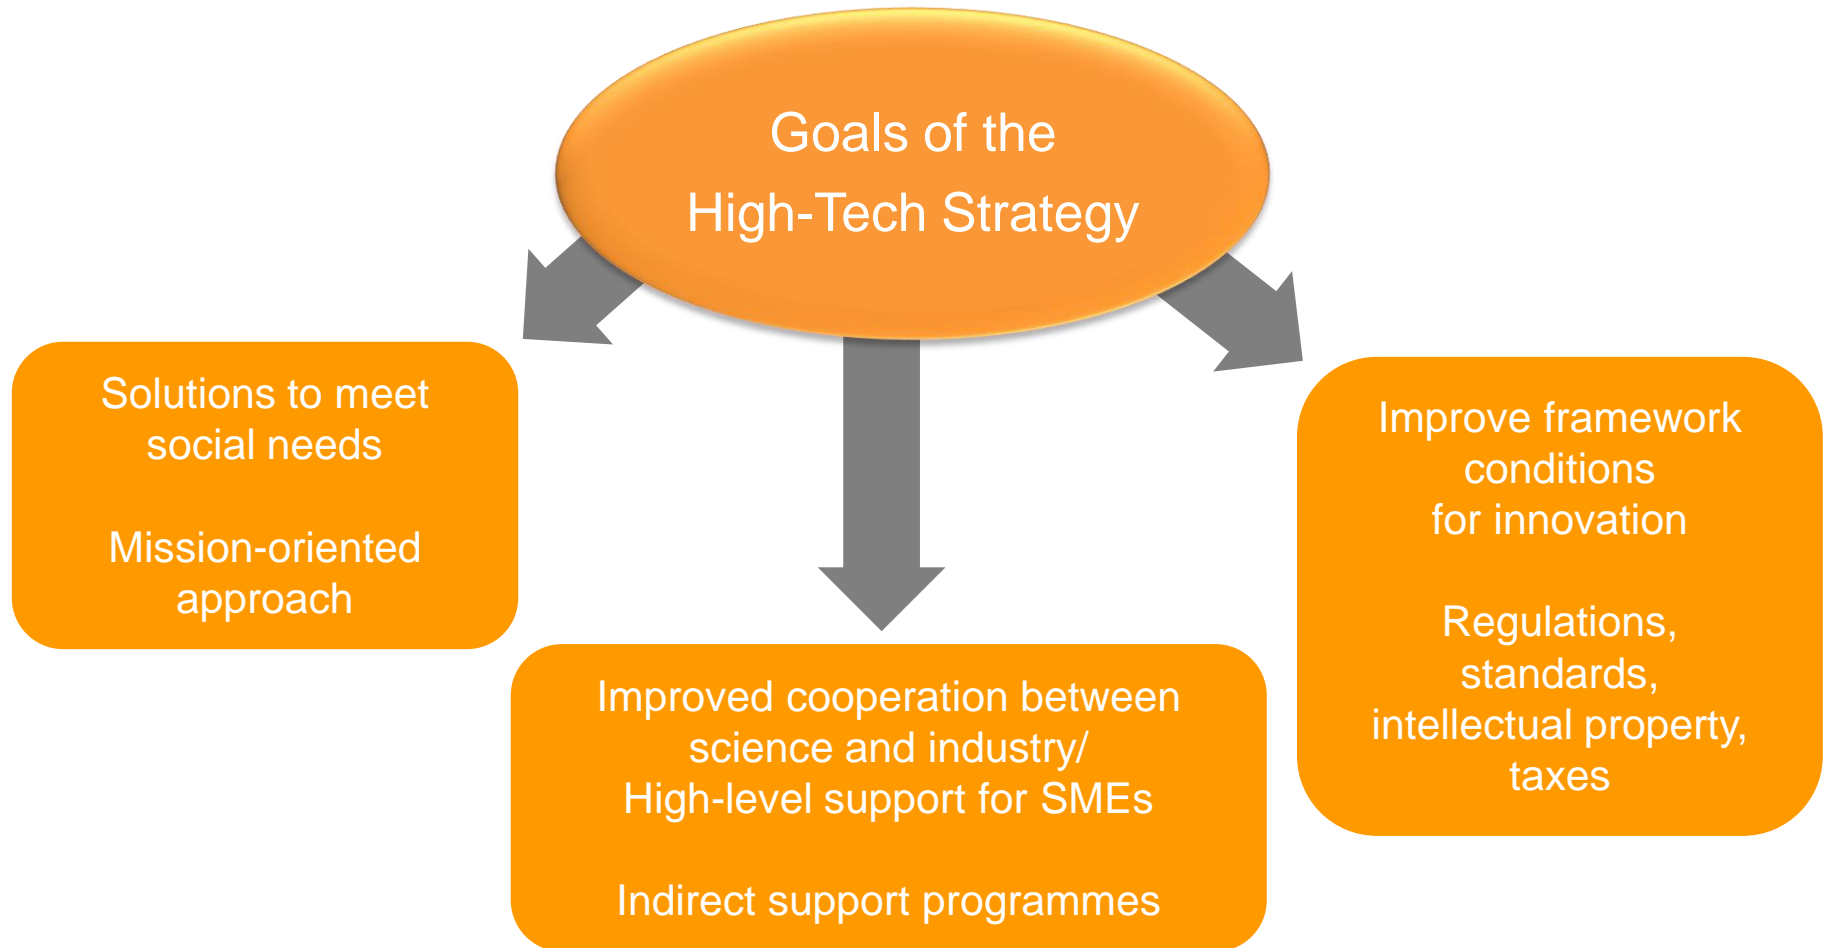 Goals of the
High-Tech Strategy
Solutions to meet
social needs
Mission-oriented
approach
Improved cooperation between
science and industry/
High-level support for SMEs
Indirect support programmes
Improve framework
conditions
for innovation
Regulations,
standards,
intellectual property,
taxes